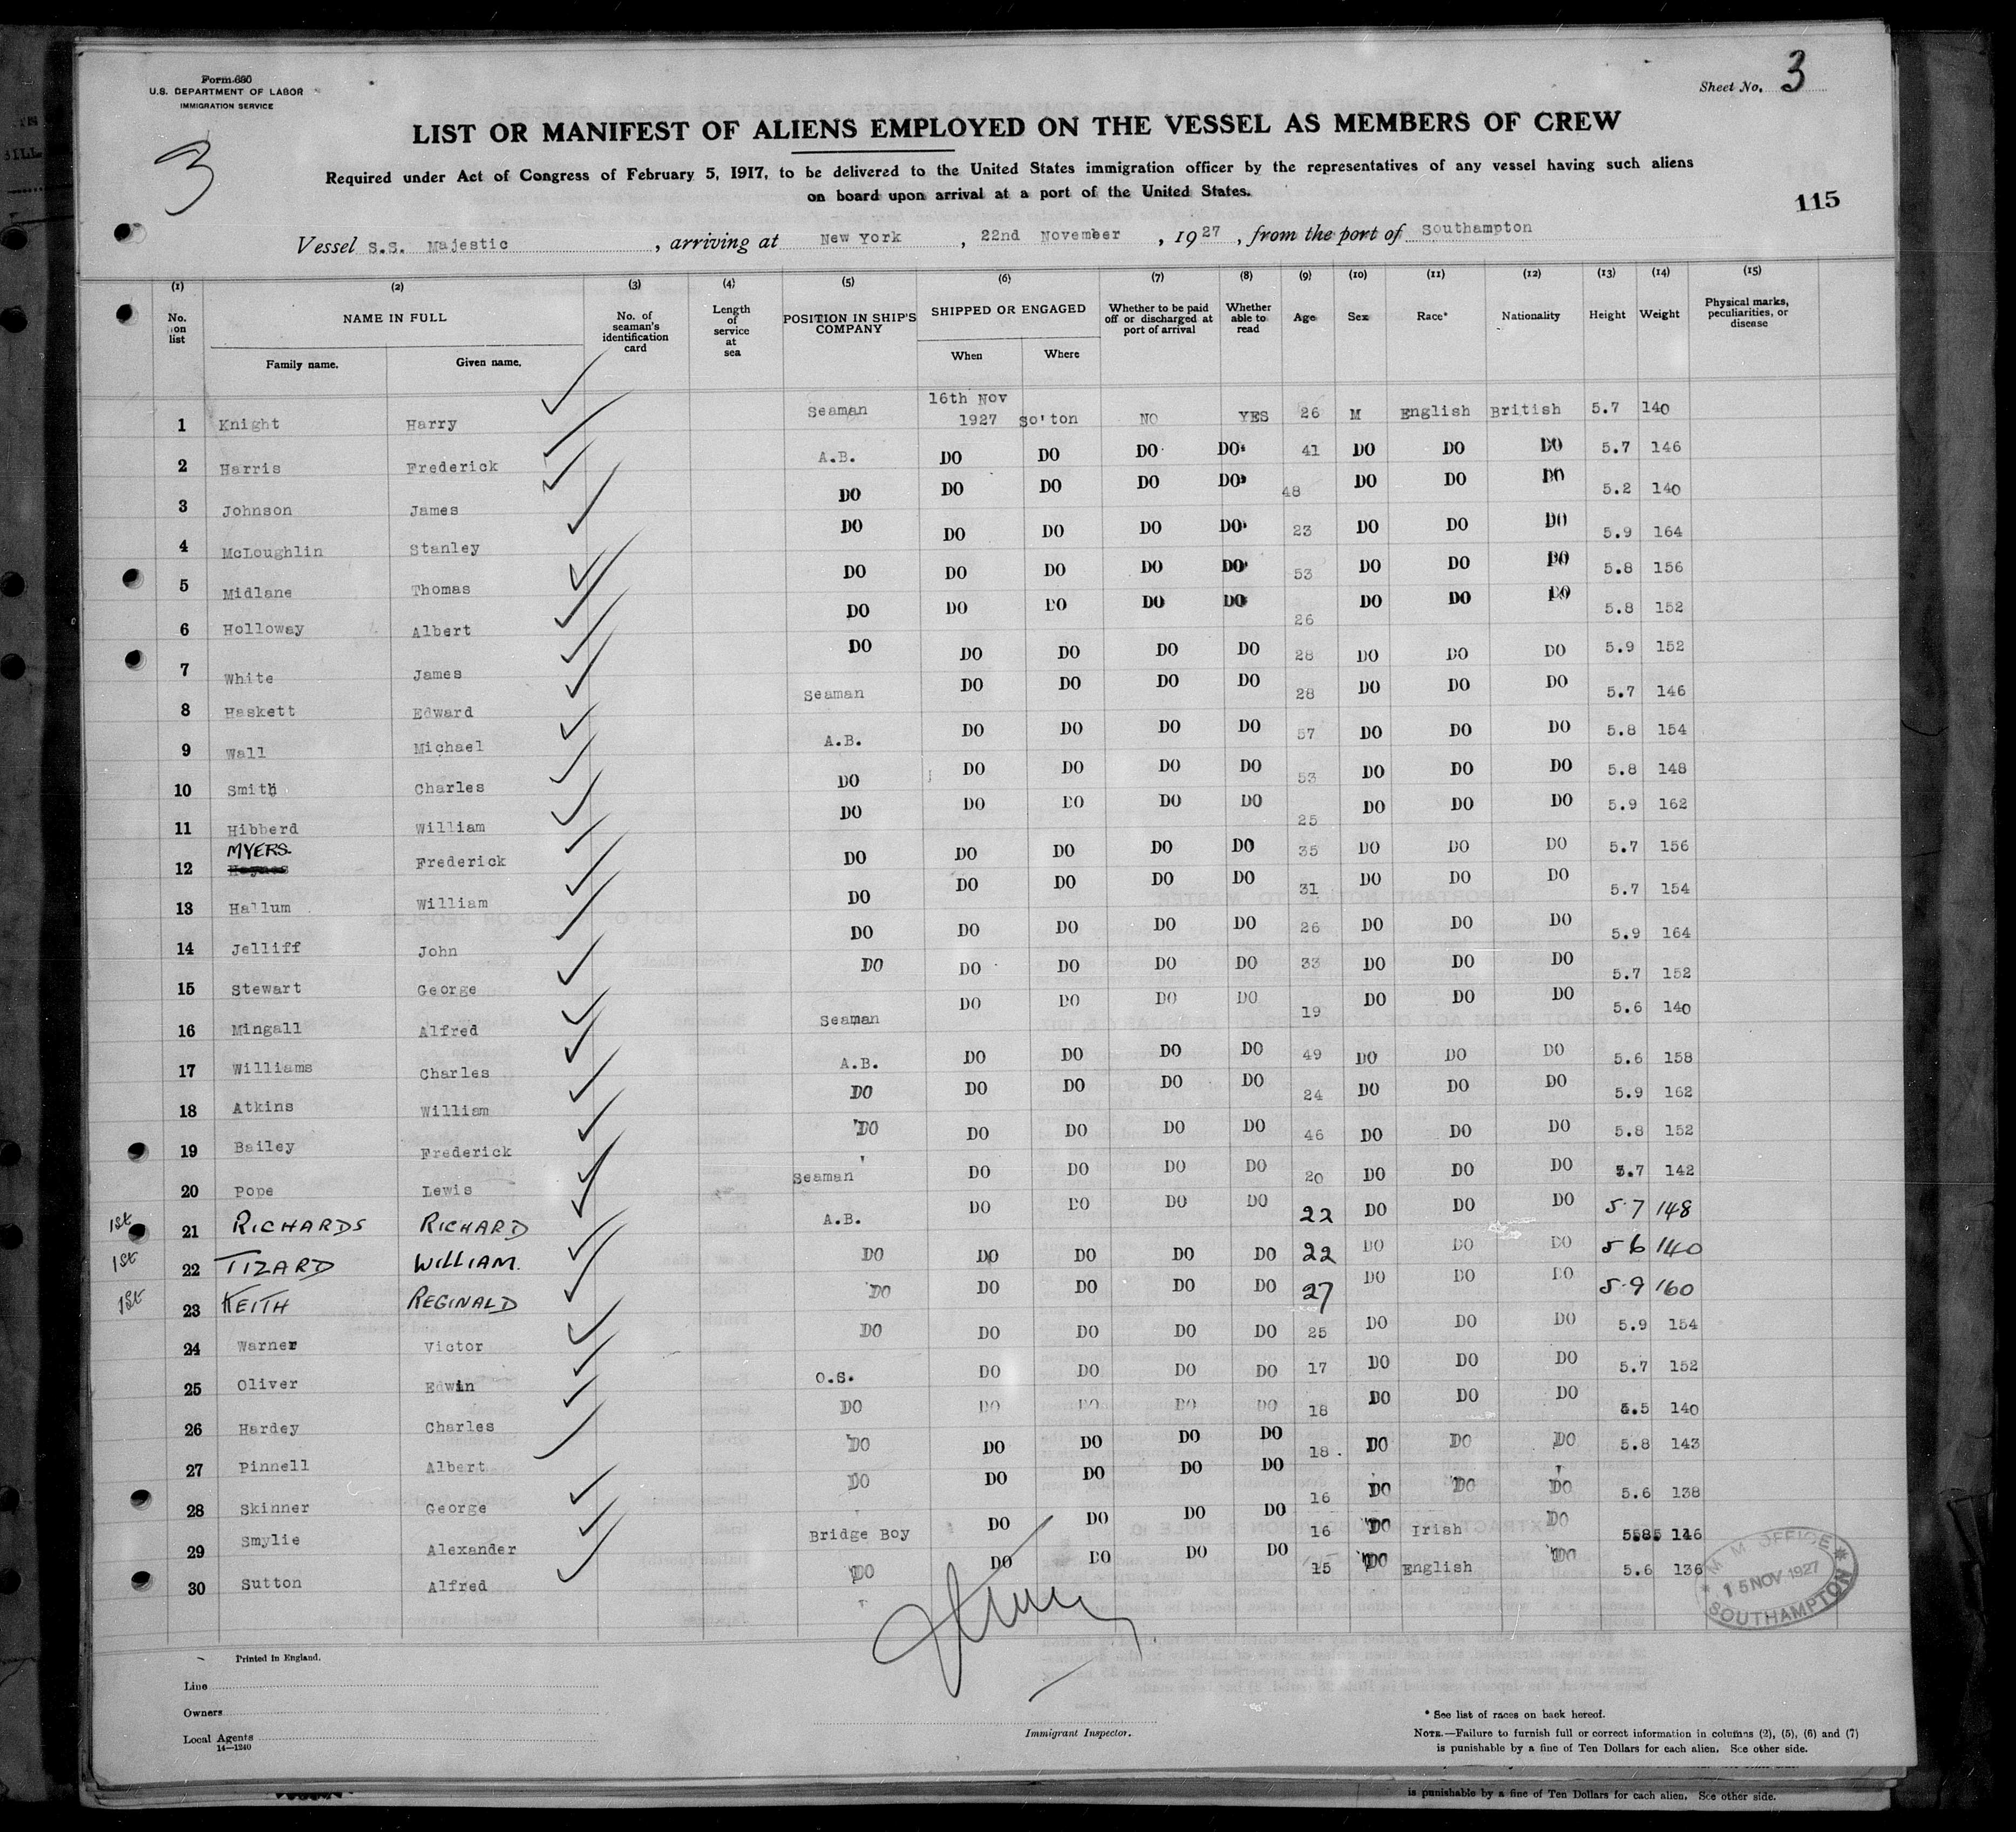 Form 680
U.S. DEPARTMENT OF LABOR
IMMIGRATION SERVICE
Sheet No. 3
3
LIST OR MANIFEST OF ALIENS EMPLOYED ON THE VESSEL AS MEMBERS OF CREW
Required under Act of Congress of February 5, 1917, to be delivered to the United States immigration officer by the representatives of any vessel having such aliens
on board upon arrival at a port of the United States.
115
Vessel S.S. Majestic, arriving at New York, 22nd November, 1927, from the port of Southampton
(1) (2) (3) (4) (5) (6) (7) (8) (9) (10) (11) (12) (13) (14) (15)
No. on list NAME IN FULL Family name. Given name. No. of seaman's identification card Length of service at sea POSITION IN SHIP'S COMPANY SHIPPED OR ENGAGED When Where Whether to be paid off or discharged at port of arrival Whether able to read Age Sex Race* Nationality Height Weight Physical marks, peculiarities, or disease
1 Knight Harry Seaman 16th Nov 1927 So'ton NO YES 26 M English British 5.7 140
2 Harris Frederick A.B. DO DO DO DO 41 DO DO DO 5.7 146
3 Johnson James DO DO DO DO DO 48 DO DO DO 5.2 140
4 McLoughlin Stanley DO DO DO DO DO 23 DO DO DO 5.9 164
5 Midlane Thomas DO DO DO DO DO 53 DO DO DO 5.8 156
6 Holloway Albert DO DO DO DO DO 26 DO DO DO 5.8 152
7 White James DO DO DO DO DO 28 DO DO DO 5.9 152
8 Haskett Edward Seaman DO DO DO DO 28 DO DO DO 5.7 146
9 Wall Michael A.B. DO DO DO DO 57 DO DO DO 5.8 154
10 Smith Charles DO DO DO DO DO 53 DO DO DO 5.8 148
11 Hibberd William DO DO DO DO DO 25 DO DO DO 5.9 162
12 MYERS Frederick DO DO DO DO DO 35 DO DO DO 5.7 156
13 Hallum William DO DO DO DO DO 31 DO DO DO 5.7 154
14 Jelliff John DO DO DO DO DO 26 DO DO DO 5.9 164
15 Stewart George DO DO DO DO DO 33 DO DO DO 5.7 152
16 Mingall Alfred Seaman DO DO DO DO 19 DO DO DO 5.6 140
17 Williams Charles A.B. DO DO DO DO 49 DO DO DO 5.6 158
18 Atkins William DO DO DO DO DO 24 DO DO DO 5.9 162
19 Bailey Frederick DO DO DO DO DO 46 DO DO DO 5.8 152
20 Pope Lewis Seaman DO DO DO DO 20 DO DO DO 5.7 142
1st 21 RICHARDS RICHARD A.B. DO DO DO DO 22 DO DO DO 5.7 148
1st 22 TIZARD WILLIAM. DO DO DO DO DO 22 DO DO DO 5 6 140
1st 23 KEITH REGINALD DO DO DO DO DO 27 DO DO DO 5.9 160
24 Warner Victor DO DO DO DO DO 25 DO DO DO 5.9 154
25 Oliver Edwin O.S. DO DO DO DO 17 DO DO DO 5.7 152
26 Hardey Charles DO DO DO DO DO 18 DO DO DO 5.5 140
27 Pinnell Albert DO DO DO DO DO 18 DO DO DO 5.8 143
28 Skinner George DO DO DO DO DO 16 DO DO DO 5.6 138
29 Smylie Alexander Bridge Boy DO DO DO DO 16 DO Irish DO
30 Sutton Alfred DO DO DO DO DO 15 DO English DO 5.6 136
M.M. OFFICE
15 NOV 1927
SOUTHAMPTON
Printed in England.
Line
Owners
Local Agents
14—1240
Immigrant Inspector.
* See list of races on back hereof.
NOTE.—Failure to furnish full or correct information in columns (2), (5), (6) and (7)
is punishable by a fine of Ten Dollars for each alien. See other side.
is punishable by a fine of Ten Dollars for each alien. See other side.